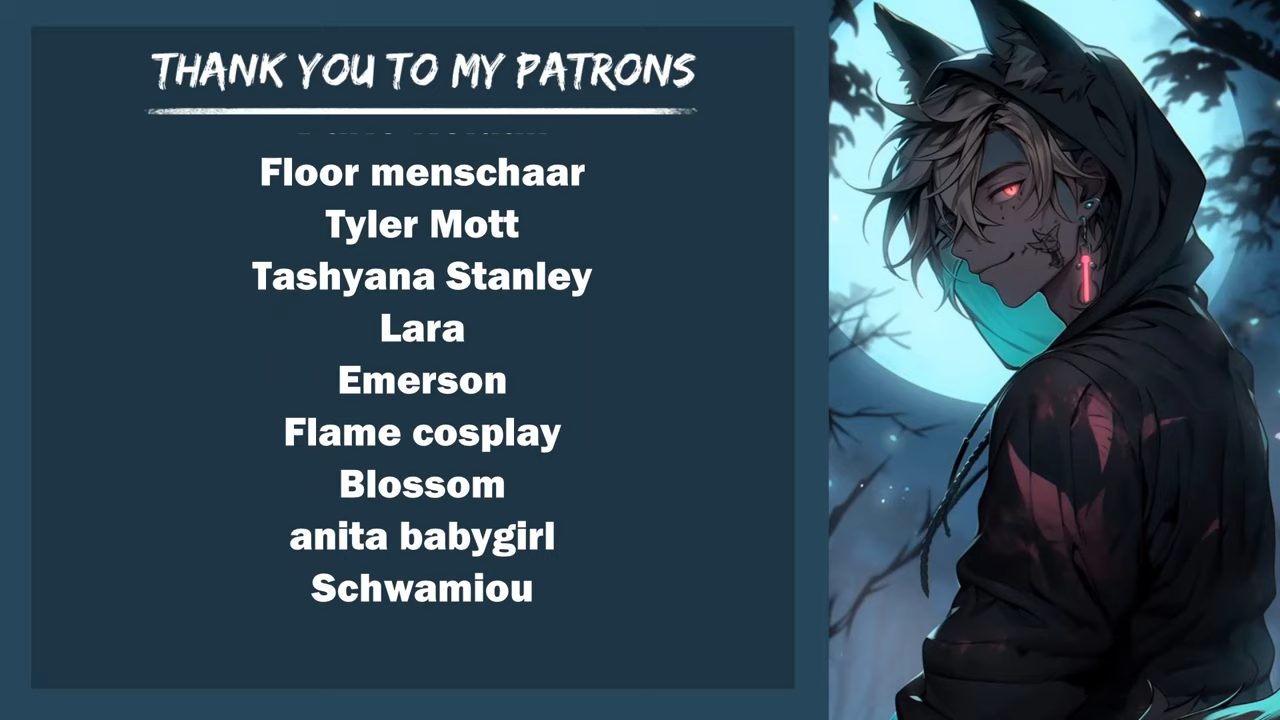 THANK YOU TO MY PATRONS
Floor menschaar
Tyler Mott
Tashyana Stanley
Lara
Emerson
Flame cosplay
Blossom
anita babygirl
Schwamiou